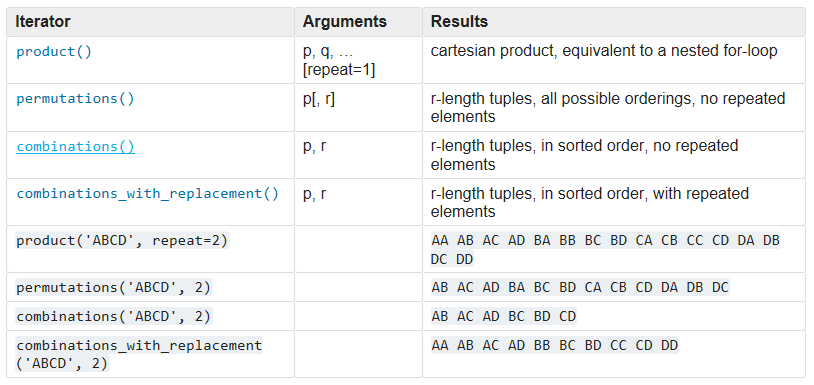 Iterator Arguments Results
product() p, q, … cartesian product, equivalent to a nested for-loop
[repeat=1]
permutations() p[, r] r-length tuples, all possible orderings, no repeated
elements
combinations() p, r r-length tuples, in sorted order, no repeated
elements
combinations_with_replacement() p, r r-length tuples, in sorted order, with repeated
elements
product('ABCD', repeat=2) AA AB AC AD BA BB BC BD CA CB CC CD DA DB
DC DD
permutations('ABCD', 2) AB AC AD BA BC BD CA CB CD DA DB DC
combinations('ABCD', 2) AB AC AD BC BD CD
combinations_with_replacement AA AB AC AD BB BC BD CC CD DD
('ABCD', 2)